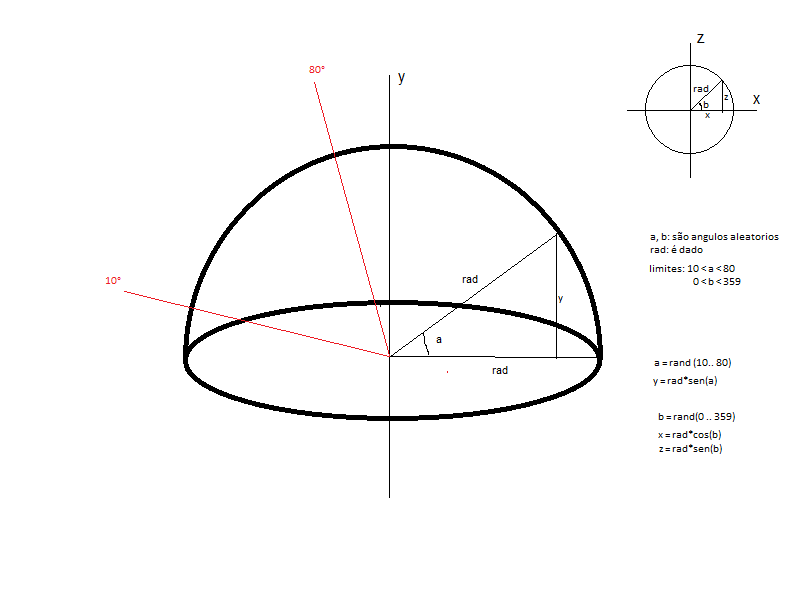 80°
y
10°
rad
y
a
rad
Z
X
rad
z
b
x
a, b: são angulos aleatorios
rad: é dado
limites: 10 < a < 80
0 < b < 359
a = rand (10.. 80)
y = rad*sen(a)
b = rand(0 .. 359)
x = rad*cos(b)
z = rad*sen(b)